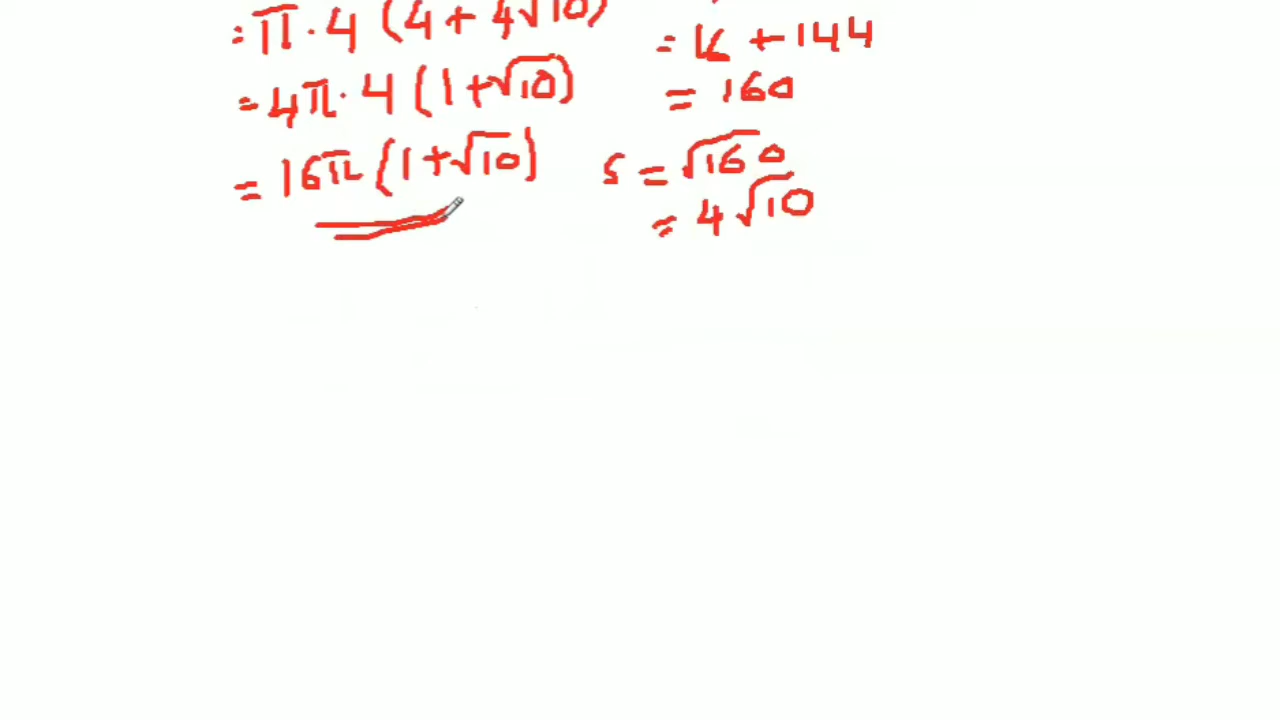 = π · 4 (4 + 4√10)
= 4π · 4 (1 + √10)
= 16π (1 + √10)
= 16 + 144
= 160
s = √160
= 4√10